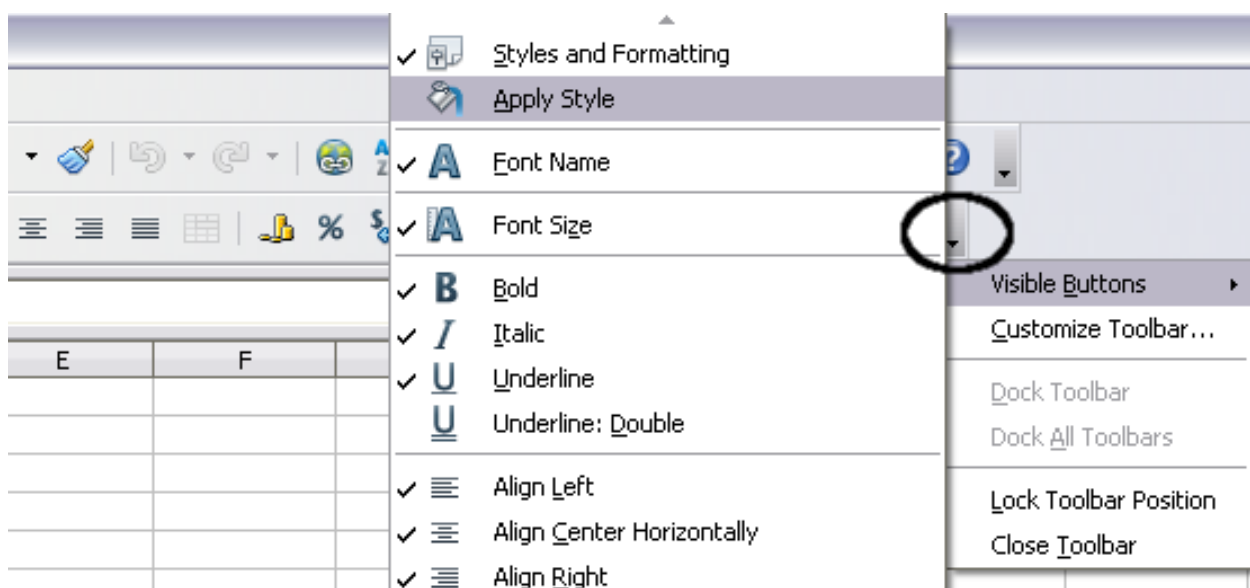 Styles and Formatting
Apply Style
Font Name
Font Size
Bold
Italic
Underline
Underline: Double
Align Left
Align Center Horizontally
Align Right
Visible Buttons
Customize Toolbar...
Dock Toolbar
Dock All Toolbars
Lock Toolbar Position
Close Toolbar
%
E F